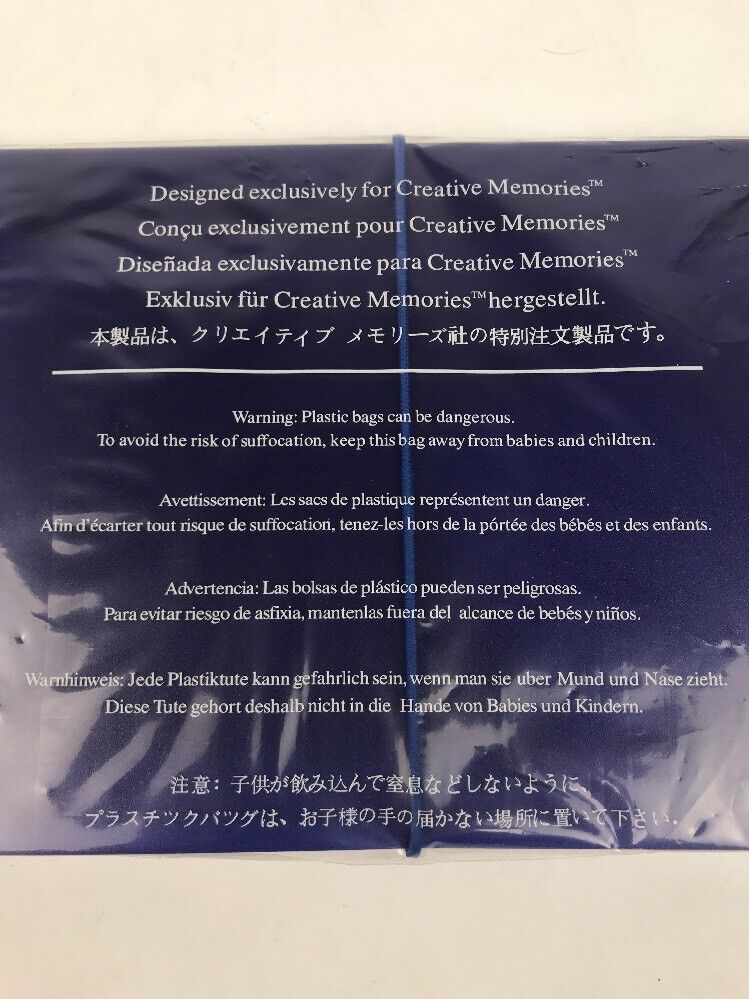 Designed exclusively for Creative Memories™
Conçu exclusivement pour Creative Memories™
Diseñada exclusivamente para Creative Memories™
Exklusiv für Creative Memories™ hergestellt.
本製品は、クリエイティブ メモリーズ社の特別注文製品です。
Warning: Plastic bags can be dangerous.
To avoid the risk of suffocation, keep this bag away from babies and children.
Avettissement: Les sacs de plastique représentent un danger.
Afin d'écarter tout risque de suffocation, tenez-les hors de la pórtée des bébés et des enfants.
Advertencia: Las bolsas de plástico pueden ser peligrosas.
Para evitar riesgo de asfixia, mantenlas fuera del alcance de bebés y niños.
Warnhinweis: Jede Plastiktute kann gefahrlich sein, wenn man sie uber Mund und Nase zieht.
Diese Tute gehort deshalb nicht in die Hande von Babies und Kindern.
注意: 子供が飲み込んで窒息などしないように、
プラスチツクバツグは、お子様の手の届かない場所に置いて下さい。